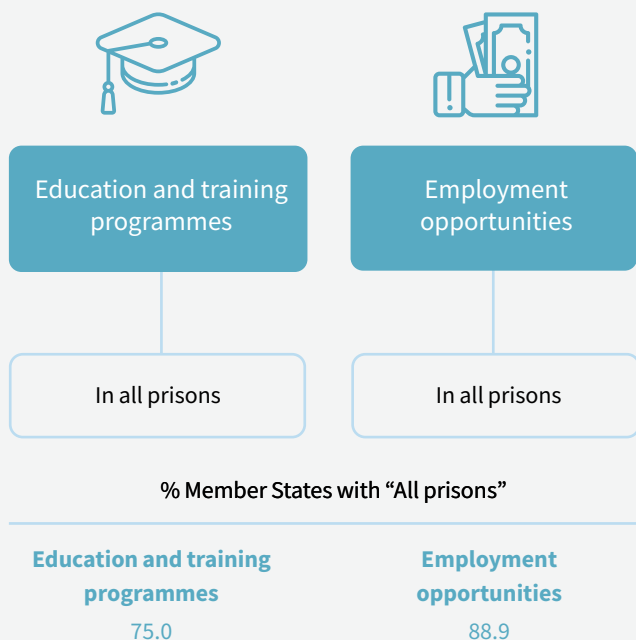 Education and training
programmes
Employment
opportunities
In all prisons
In all prisons
% Member States with “All prisons”
Education and training
programmes
75.0
Employment
opportunities
88.9